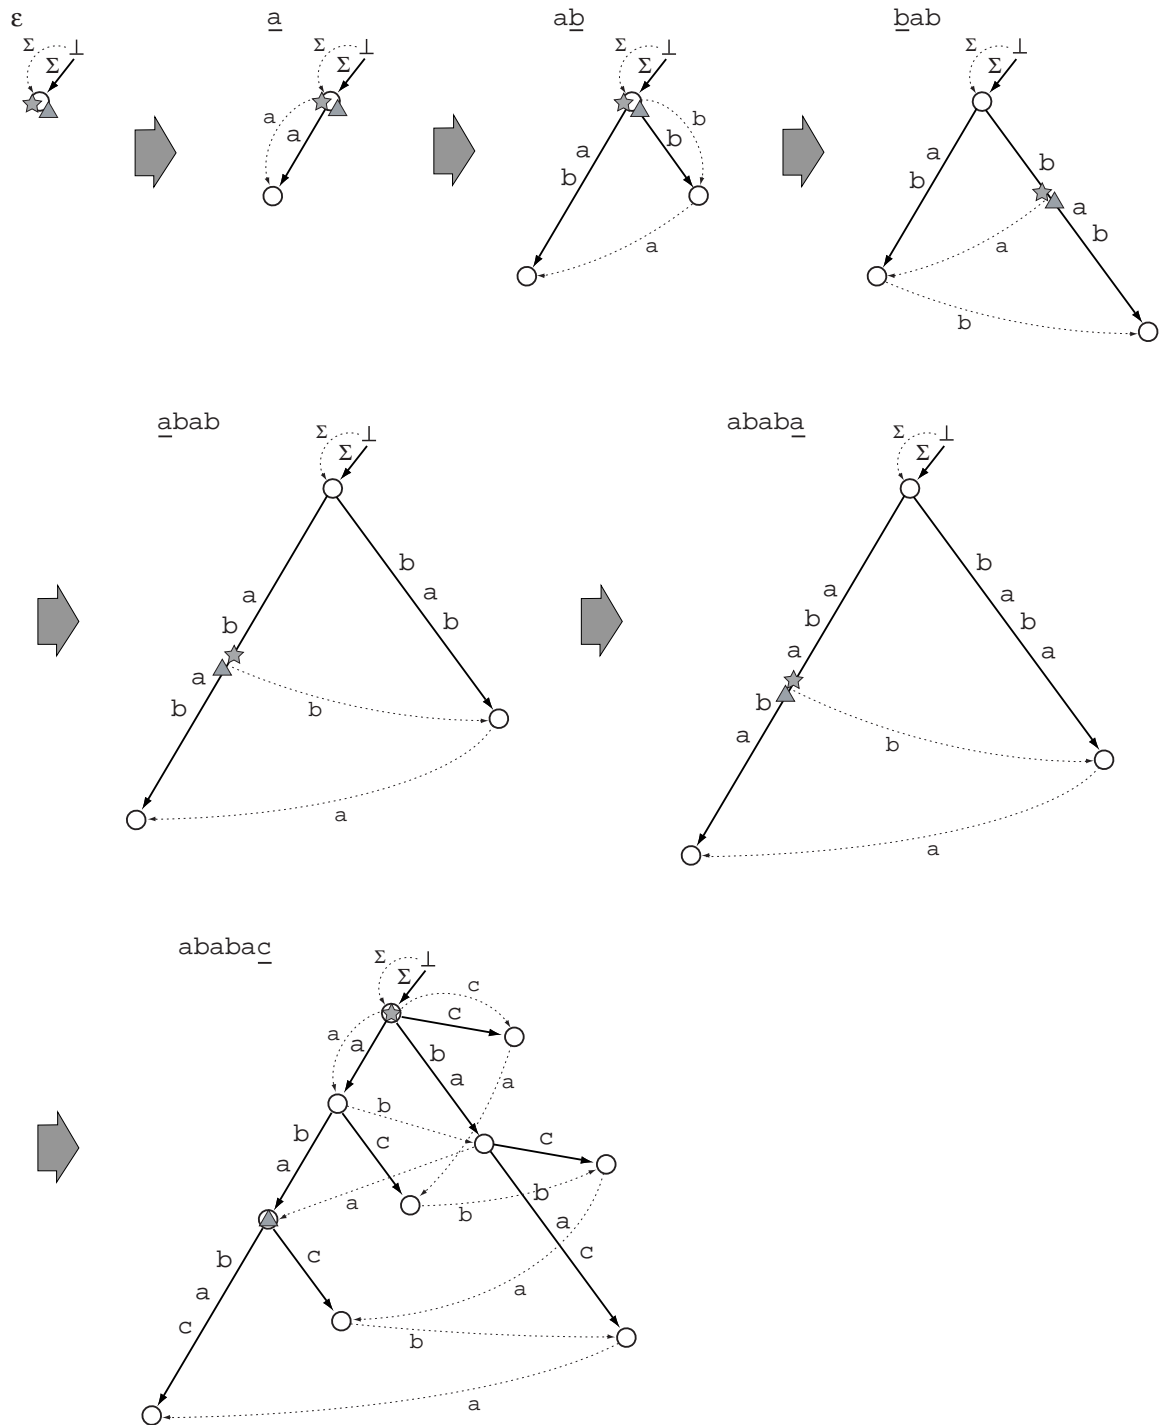 ε a ab bab
Σ ⊥ Σ ⊥ Σ ⊥ Σ ⊥
Σ Σ Σ Σ
a a a b b b
b a
a b a b a b
b
abab ababa
Σ ⊥ Σ ⊥
Σ Σ
b b
a a a a
b b b b
a a a
b b b b
a a
ababac
Σ ⊥
Σ c
c
a a b
a a
b b c c
a
a b b
a
b c c
a a
c b
a